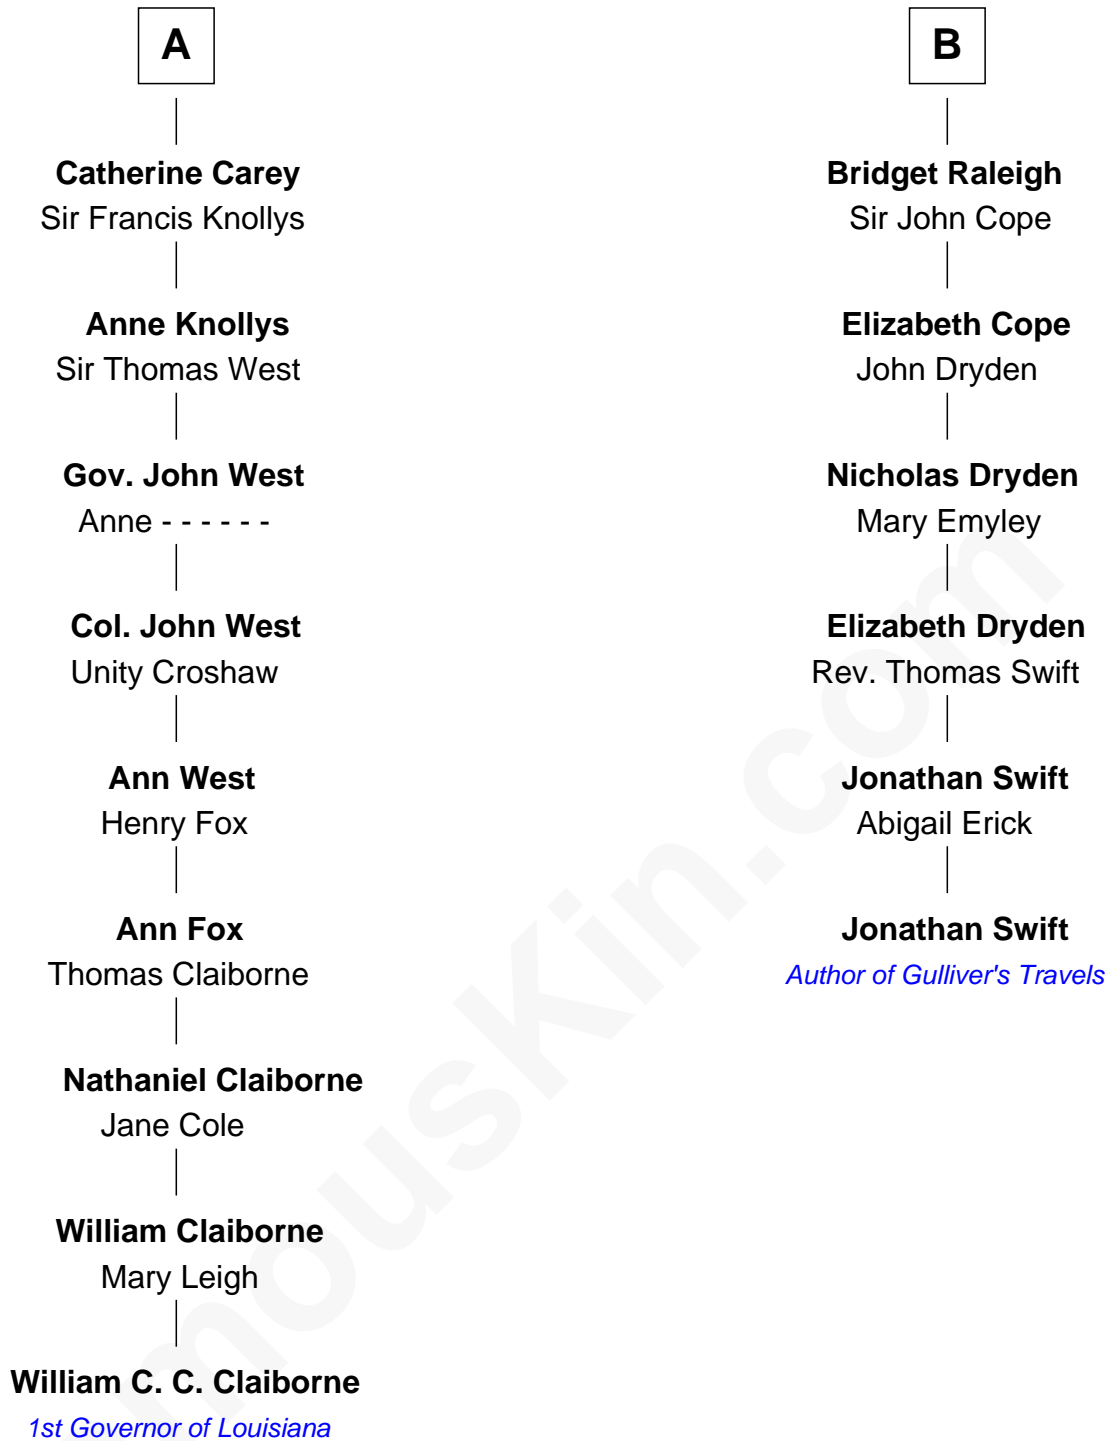 A
Catherine Carey
Sir Francis Knollys
Anne Knollys
Sir Thomas West
Gov. John West
Anne - - - - - -
Col. John West
Unity Croshaw
Ann West
Henry Fox
Ann Fox
Thomas Claiborne
Nathaniel Claiborne
Jane Cole
William Claiborne
Mary Leigh
William C. C. Claiborne
1st Governor of Louisiana
B
Bridget Raleigh
Sir John Cope
Elizabeth Cope
John Dryden
Nicholas Dryden
Mary Emyley
Elizabeth Dryden
Rev. Thomas Swift
Jonathan Swift
Abigail Erick
Jonathan Swift
Author of Gulliver's Travels
mousKin.com